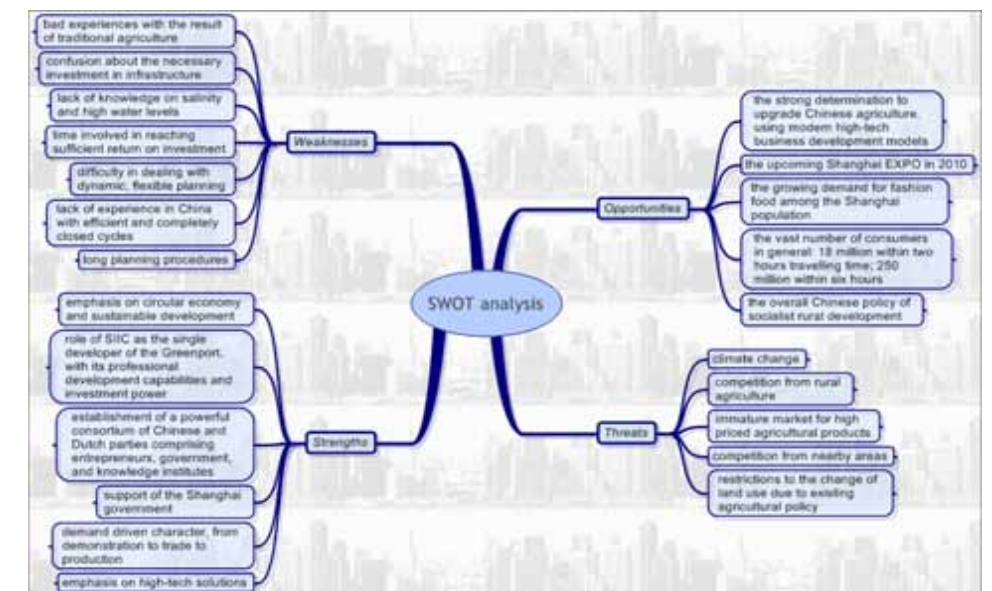 bad experiences with the result
of traditional agriculture
confusion about the necessary
investment in infrastructure
lack of knowledge on salinity
and high water levels
time involved in reaching
sufficient return on investment
difficulty in dealing with
dynamic, flexible planning
lack of experience in China
with efficient and completely
closed cycles
long planning procedures
Weaknesses
emphasis on circular economy
and sustainable development
role of SIIC as the single
developer of the Greenport,
with its professional
development capabilities and
investment power
establishment of a powerful
consortium of Chinese and
Dutch parties comprising
entrepreneurs, government,
and knowledge institutes
support of the Shanghai
government
demand driven character, from
demonstration to trade to
production
emphasis on high-tech solutions
Strengths
SWOT analysis
Opportunities
the strong determination to
upgrade Chinese agriculture,
using modern high-tech
business development models
the upcoming Shanghai EXPO in 2010
the growing demand for fashion
food among the Shanghai
population
the vast number of consumers
in general: 18 million within two
hours travelling time; 250
million within six hours
the overall Chinese policy of
socialist rural development
Threats
climate change
competition from rural
agriculture
immature market for high
priced agricultural products
competition from nearby areas
restrictions to the change of
land use due to existing
agricultural policy